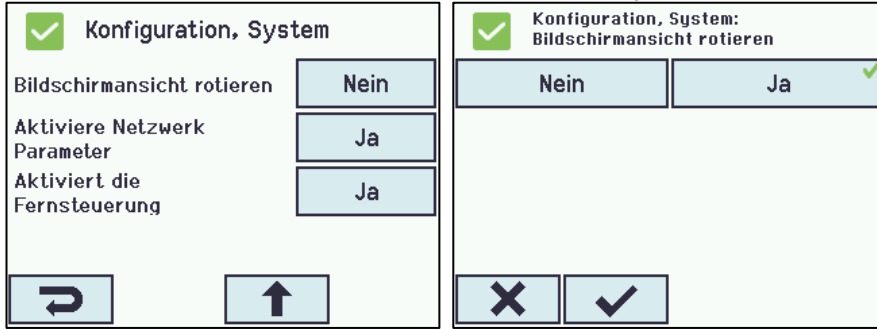 Konfiguration, System
Bildschirmansicht rotieren
Nein
Aktiviere Netzwerk
Parameter
Ja
Aktiviert die
Fernsteuerung
Ja
Konfiguration, System:
Bildschirmansicht rotieren
Nein
Ja